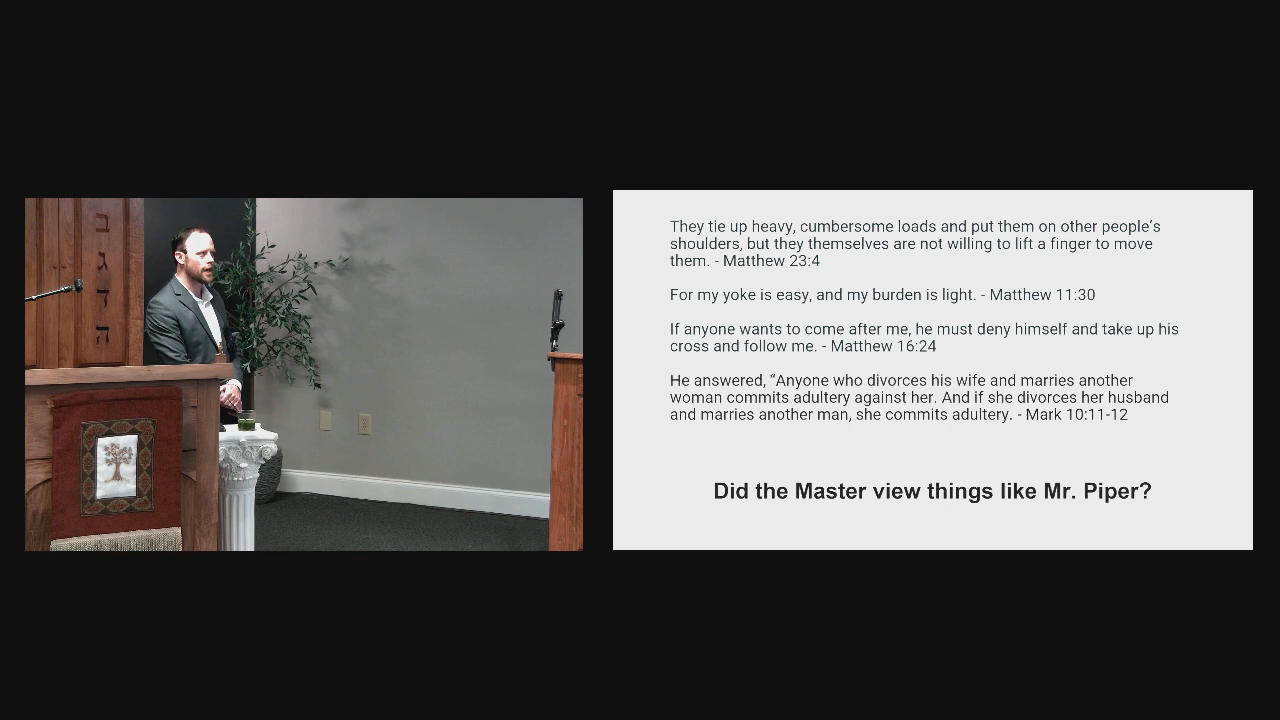 ב
ג
ד
ה
They tie up heavy, cumbersome loads and put them on other people’s
shoulders, but they themselves are not willing to lift a finger to move
them. - Matthew 23:4
For my yoke is easy, and my burden is light. - Matthew 11:30
If anyone wants to come after me, he must deny himself and take up his
cross and follow me. - Matthew 16:24
He answered, “Anyone who divorces his wife and marries another
woman commits adultery against her. And if she divorces her husband
and marries another man, she commits adultery. - Mark 10:11-12
Did the Master view things like Mr. Piper?